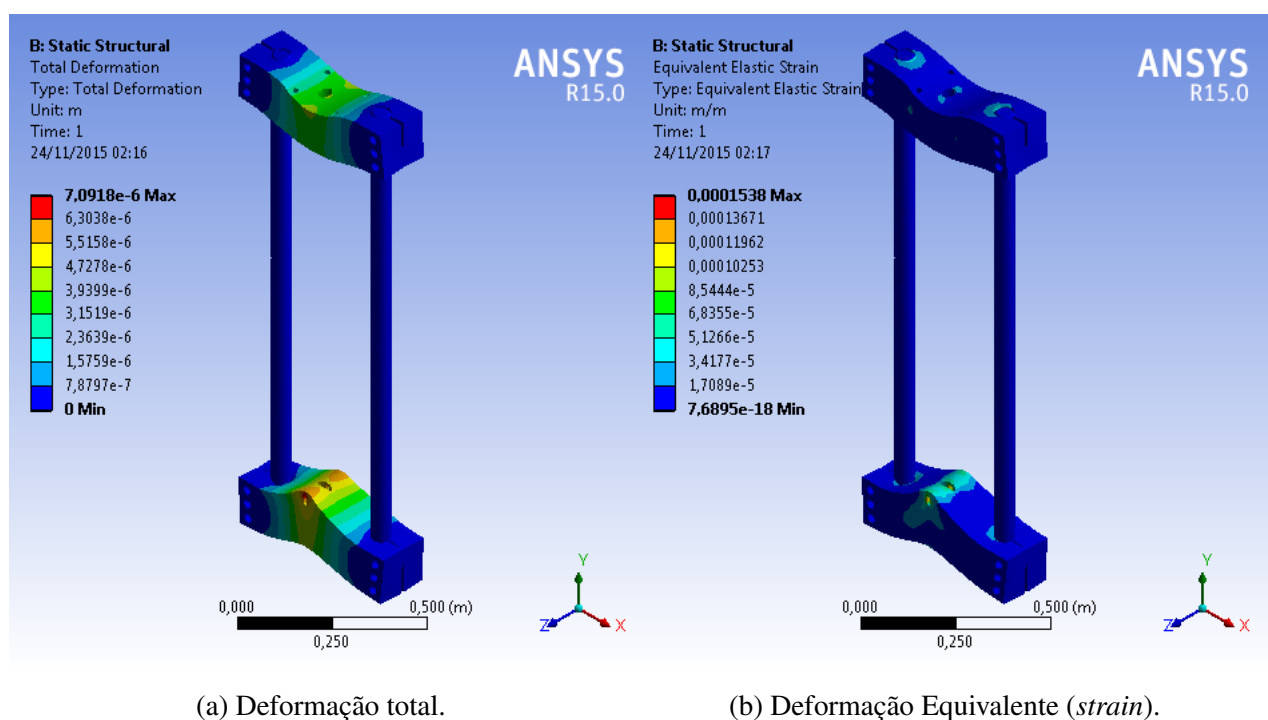 B: Static Structural
Total Deformation
Type: Total Deformation
Unit: m
Time: 1
24/11/2015 02:16
ANSYS
R15.0
7,0918e-6 Max
6,3038e-6
5,5158e-6
4,7278e-6
3,9399e-6
3,1519e-6
2,3639e-6
1,5759e-6
7,8797e-7
0 Min
0,000
0,500 (m)
0,250
Y
Z
X
B: Static Structural
Equivalent Elastic Strain
Type: Equivalent Elastic Strain
Unit: m/m
Time: 1
24/11/2015 02:17
ANSYS
R15.0
0,0001538 Max
0,00013671
0,00011962
0,00010253
8,5444e-5
6,8355e-5
5,1266e-5
3,4177e-5
1,7089e-5
7,6895e-18 Min
0,000
0,500 (m)
0,250
Y
Z
X
(a) Deformação total.
(b) Deformação Equivalente (strain).